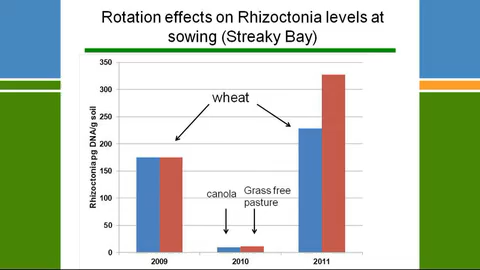 Rotation effects on Rhizoctonia levels at
sowing (Streaky Bay)
Rhizoctonia pg DNA/g soil
350
300
250
200
150
100
50
0
wheat
canola
Grass free
pasture
2009
2010
2011